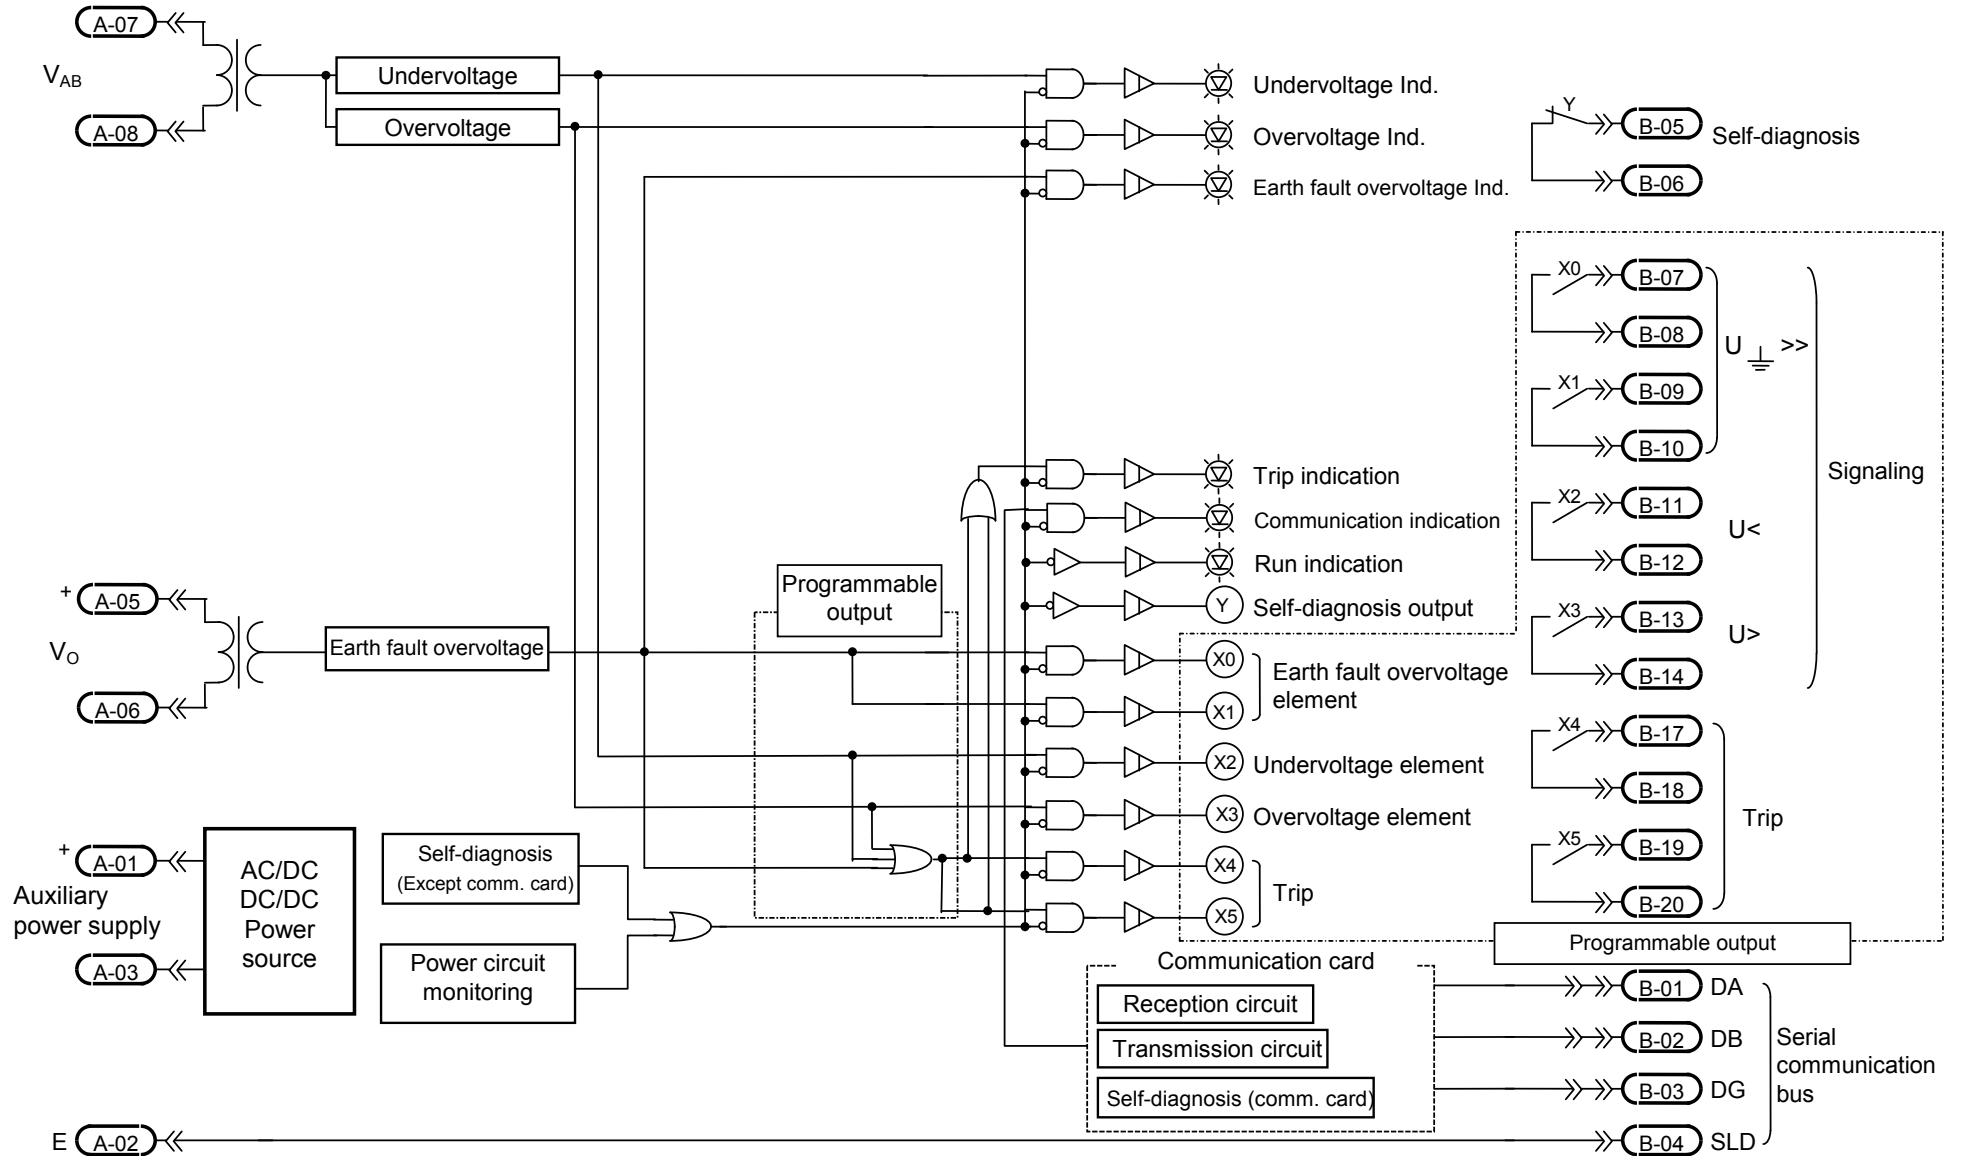 A-07
V_AB
A-08
Undervoltage
Overvoltage
Undervoltage Ind.
Overvoltage Ind.
Earth fault overvoltage Ind.
Y
B-05
Self-diagnosis
B-06
X0
B-07
B-08
U >>
X1
B-09
B-10
X2
B-11
U<
B-12
X3
B-13
U>
B-14
Signaling
X4
B-17
B-18
X5
B-19
B-20
Trip
Programmable output
Trip indication
Communication indication
Run indication
Y
Self-diagnosis output
X0
X1
Earth fault overvoltage
element
X2
Undervoltage element
X3
Overvoltage element
X4
X5
Trip
Programmable
output
+
A-05
V_O
A-06
Earth fault overvoltage
+
A-01
Auxiliary
power supply
A-03
AC/DC
DC/DC
Power
source
Self-diagnosis
(Except comm. card)
Power circuit
monitoring
Communication card
Reception circuit
Transmission circuit
Self-diagnosis (comm. card)
B-01 DA
B-02 DB
B-03 DG
B-04 SLD
Serial
communication
bus
E A-02